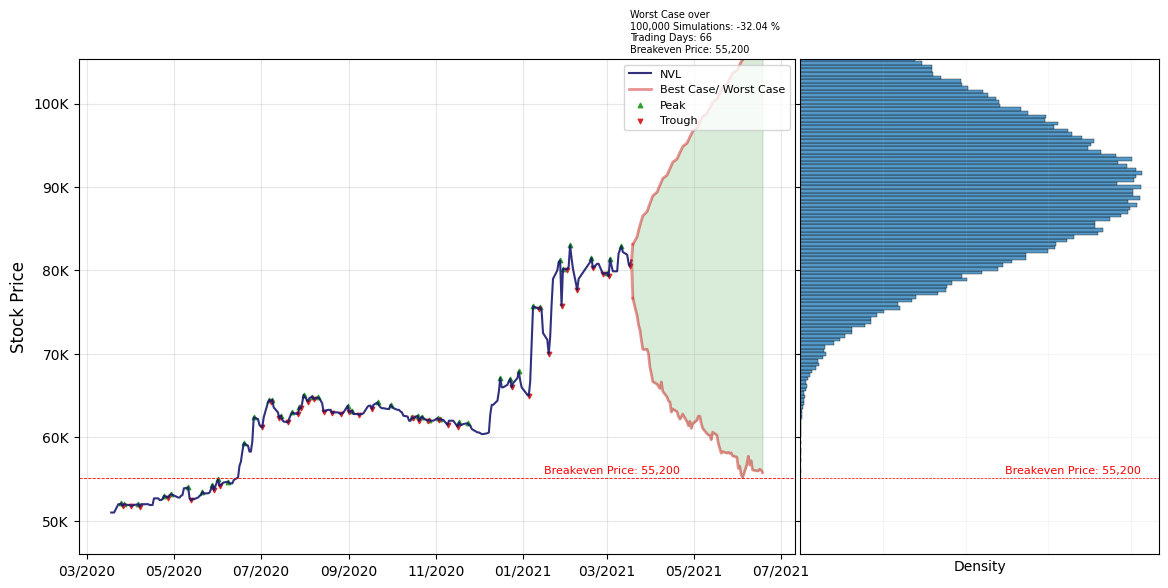 Worst Case over
100,000 Simulations: -32.04 %
Trading Days: 66
Breakeven Price: 55,200
NVL
Best Case/ Worst Case
Peak
Trough
100K
90K
80K
70K
60K
50K
Stock Price
Breakeven Price: 55,200
Breakeven Price: 55,200
03/2020
05/2020
07/2020
09/2020
11/2020
01/2021
03/2021
05/2021
07/2021
Density